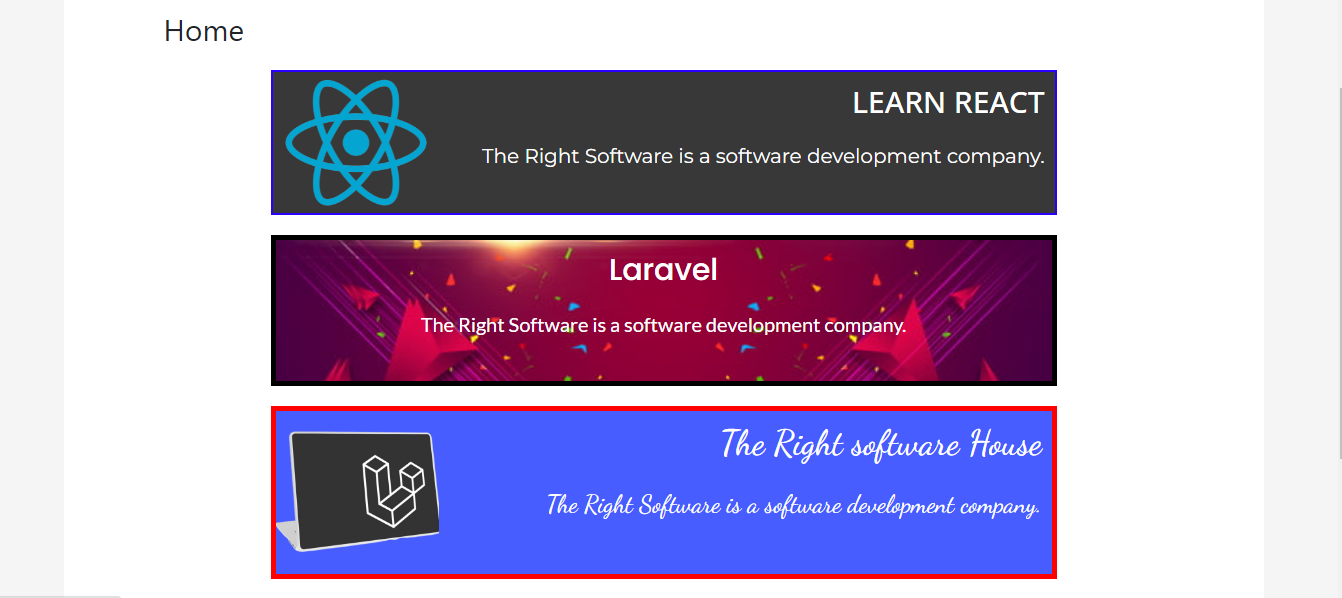 Home
LEARN REACT
The Right Software is a software development company.
Laravel
The Right Software is a software development company.
The Right software House
The Right Software is a software development company.